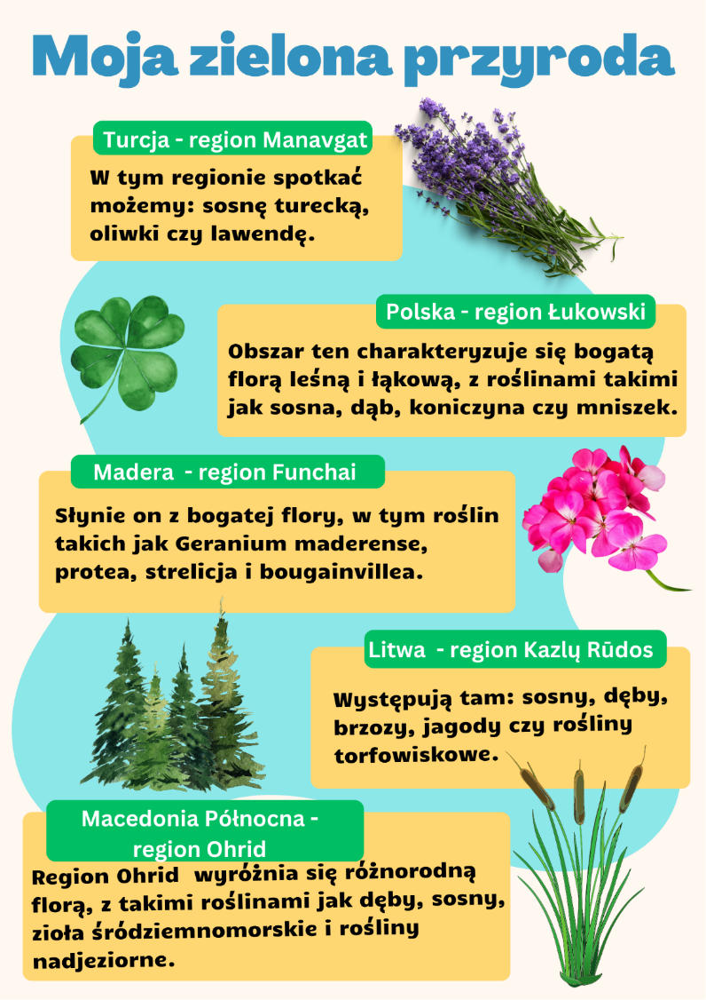 Moja zielona przyroda
Turcja - region Manavgat
W tym regionie spotkać
możemy: sosnę turecką,
oliwki czy lawendę.
Polska - region Łukowski
Obszar ten charakteryzuje się bogatą
florą leśną i łąkową, z roślinami takimi
jak sosna, dąb, koniczyna czy mniszek.
Madera - region Funchai
Słynie on z bogatej flory, w tym roślin
takich jak Geranium maderense,
protea, strelicja i bougainvillea.
Litwa - region Kazlų Rūdos
Występują tam: sosny, dęby,
brzozy, jagody czy rośliny
torfowiskowe.
Macedonia Północna -
region Ohrid
Region Ohrid wyróżnia się różnorodną
florą, z takimi roślinami jak dęby, sosny,
zioła śródziemnomorskie i rośliny
nadjeziorne.